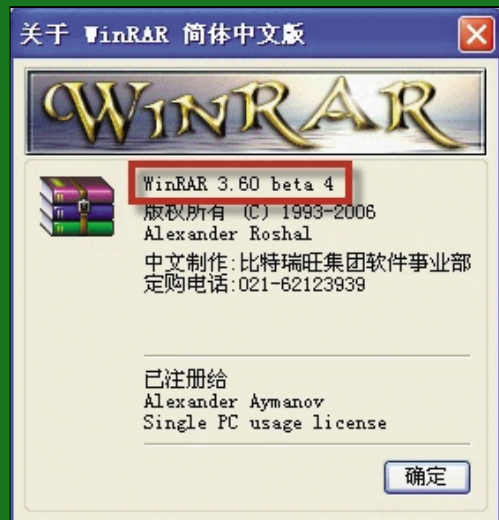 关于 WinRAR 简体中文版
WINRAR
WinRAR 3.60 beta 4
版权所有 (C) 1993-2006
Alexander Roshal
中文制作:比特瑞旺集团软件事业部
定购电话:021-62123939
已注册给
Alexander Aymanov
Single PC usage license
确定